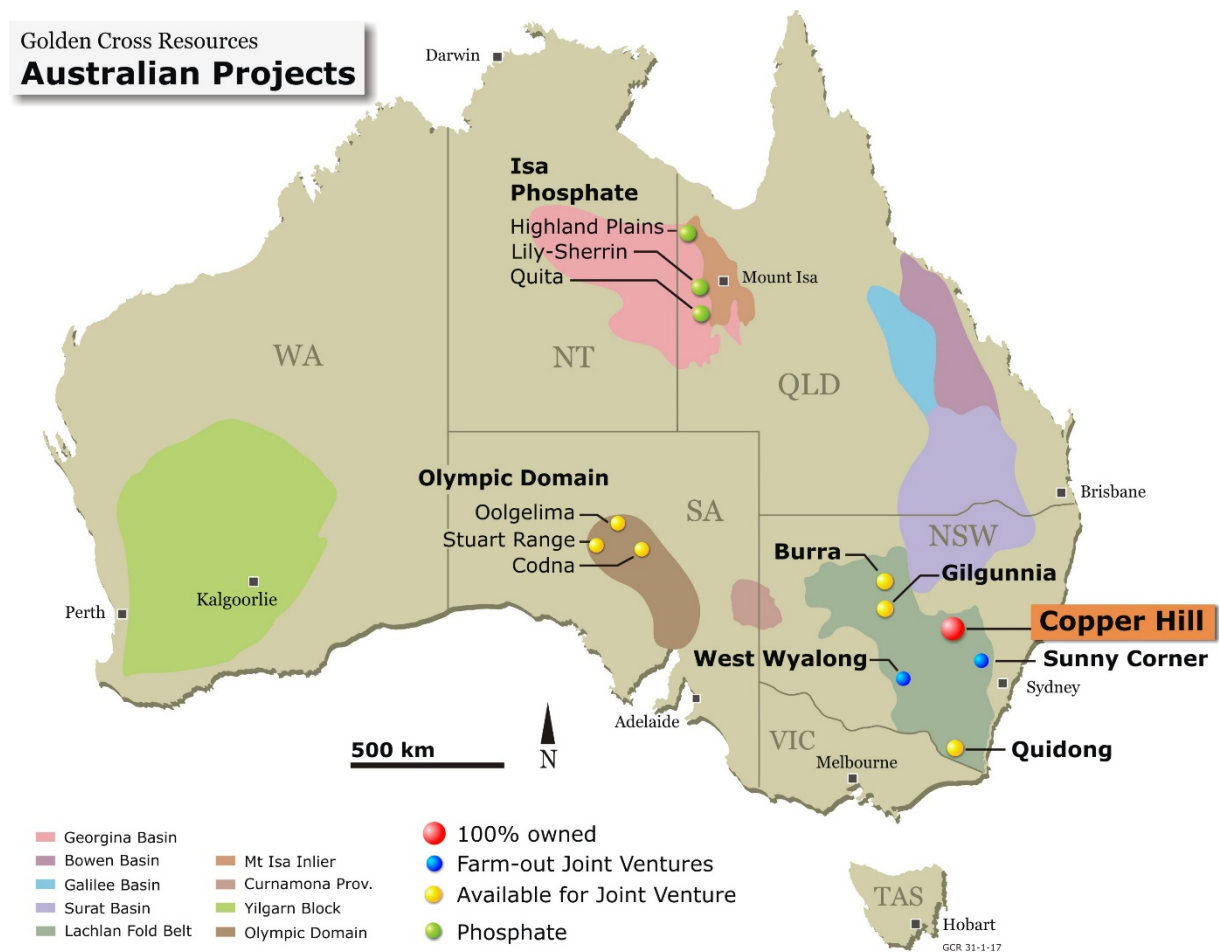 Golden Cross Resources
Australian Projects
Darwin
Isa
Phosphate
Highland Plains
Lily-Sherrin
Quita
Mount Isa
WA
NT
QLD
Olympic Domain
Oolgelima
Stuart Range
Codna
SA
Brisbane
NSW
Burra
Gilgunnia
Kalgoorlie
Perth
Copper Hill
West Wyalong
Sunny Corner
Sydney
Adelaide
500 km
N
VIC
Melbourne
Quidong
Georgina Basin
Bowen Basin
Galilee Basin
Surat Basin
Lachlan Fold Belt
Mt Isa Inlier
Curnamona Prov.
Yilgarn Block
Olympic Domain
100% owned
Farm-out Joint Ventures
Available for Joint Venture
Phosphate
TAS
Hobart
GCR 31-1-17